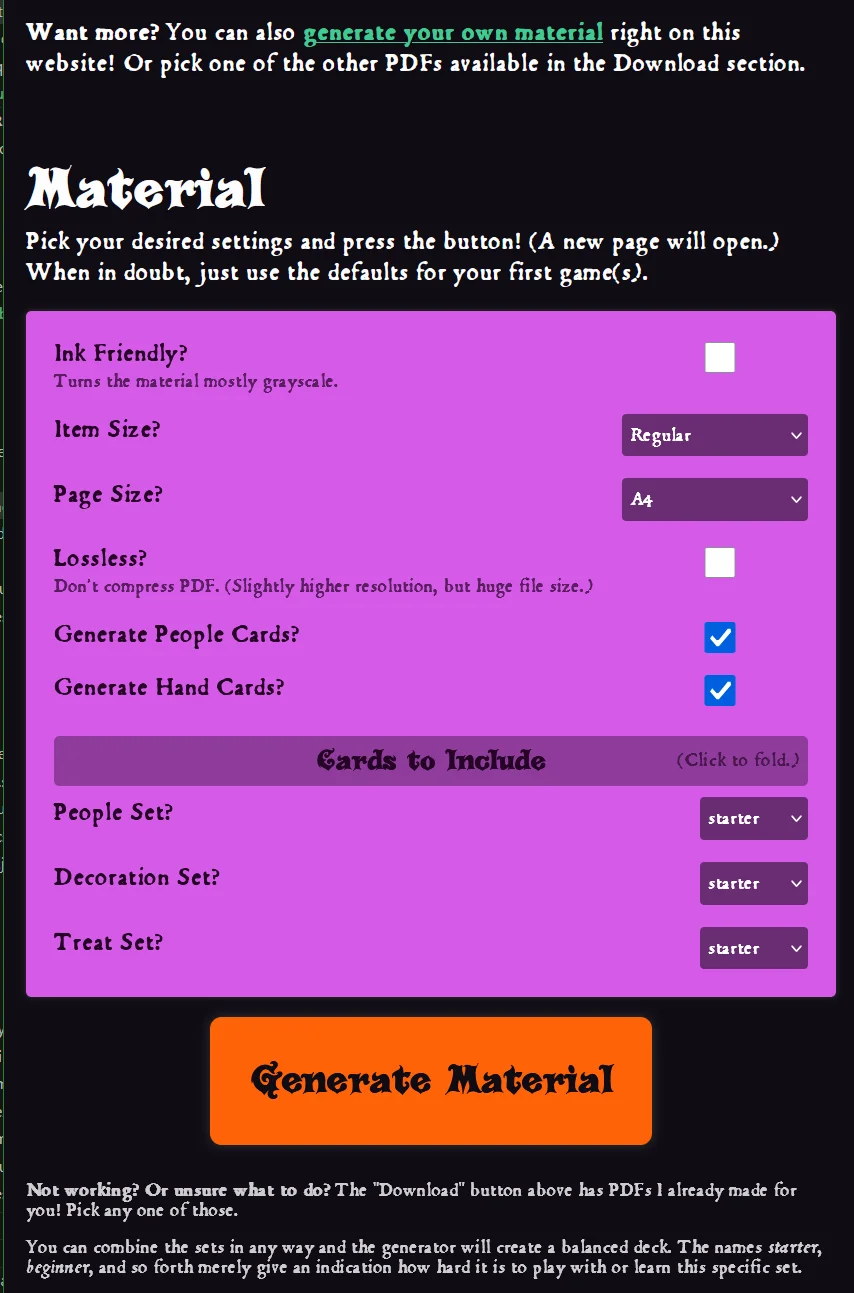 Want more? You can also generate your own material right on this
website! Or pick one of the other PDFs available in the Download section.
Material
Pick your desired settings and press the button! (A new page will open.)
When in doubt, just use the defaults for your first game(s).
Ink Friendly?
Turns the material mostly grayscale.
Item Size?
Regular
Page Size?
A4
Lossless?
Don't compress PDF. (Slightly higher resolution, but huge file size.)
Generate People Cards?
Generate Hand Cards?
Cards to Include
(Click to fold.)
People Set?
starter
Decoration Set?
starter
Treat Set?
starter
Generate Material
Not working? Or unsure what to do? The "Download" button above has PDFs I already made for
you! Pick any one of those.
You can combine the sets in any way and the generator will create a balanced deck. The names starter,
beginner, and so forth merely give an indication how hard it is to play with or learn this specific set.